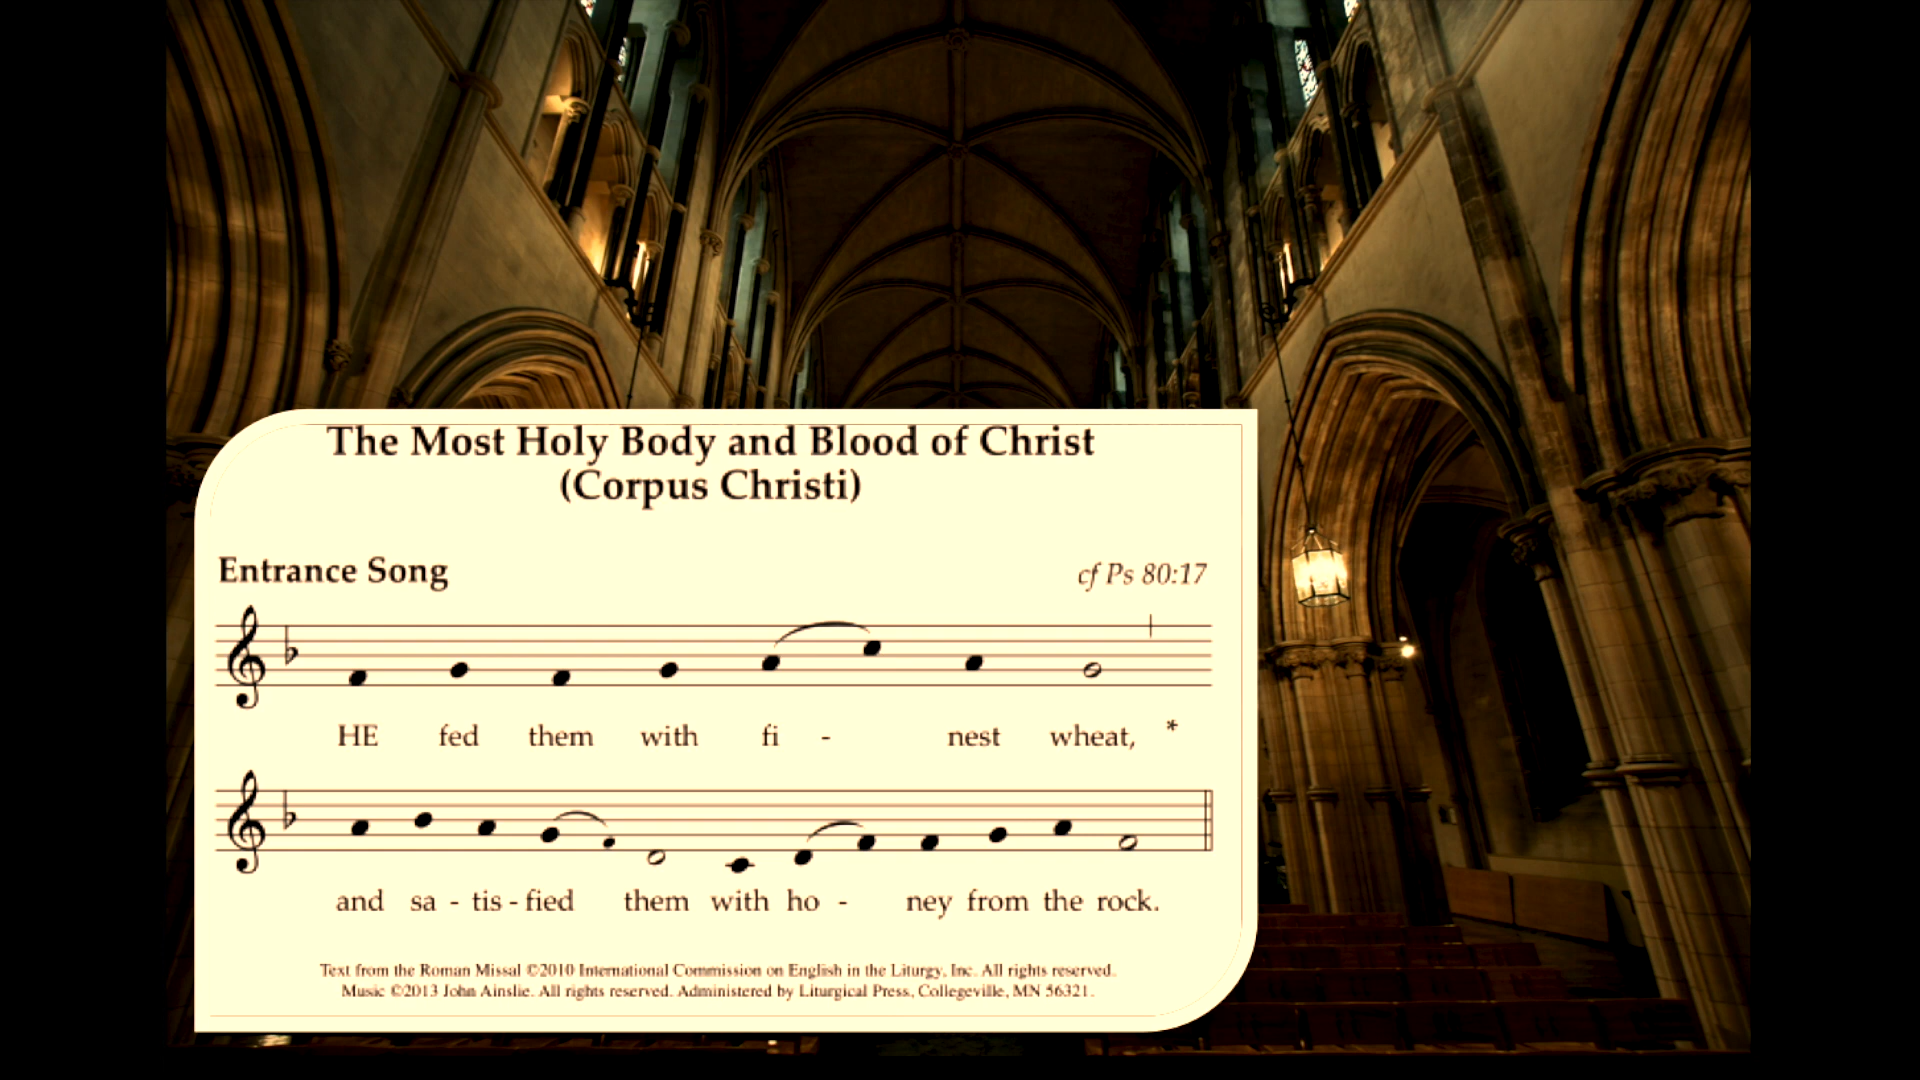 The Most Holy Body and Blood of Christ
(Corpus Christi)
Entrance Song
cf Ps 80:17
HE fed them with fi - nest wheat, *
and sa - tis - fied them with ho - ney from the rock.
Text from the Roman Missal ©2010 International Commission on English in the Liturgy, Inc. All rights reserved.
Music ©2013 John Ainslie. All rights reserved. Administered by Liturgical Press, Collegeville, MN 56321.